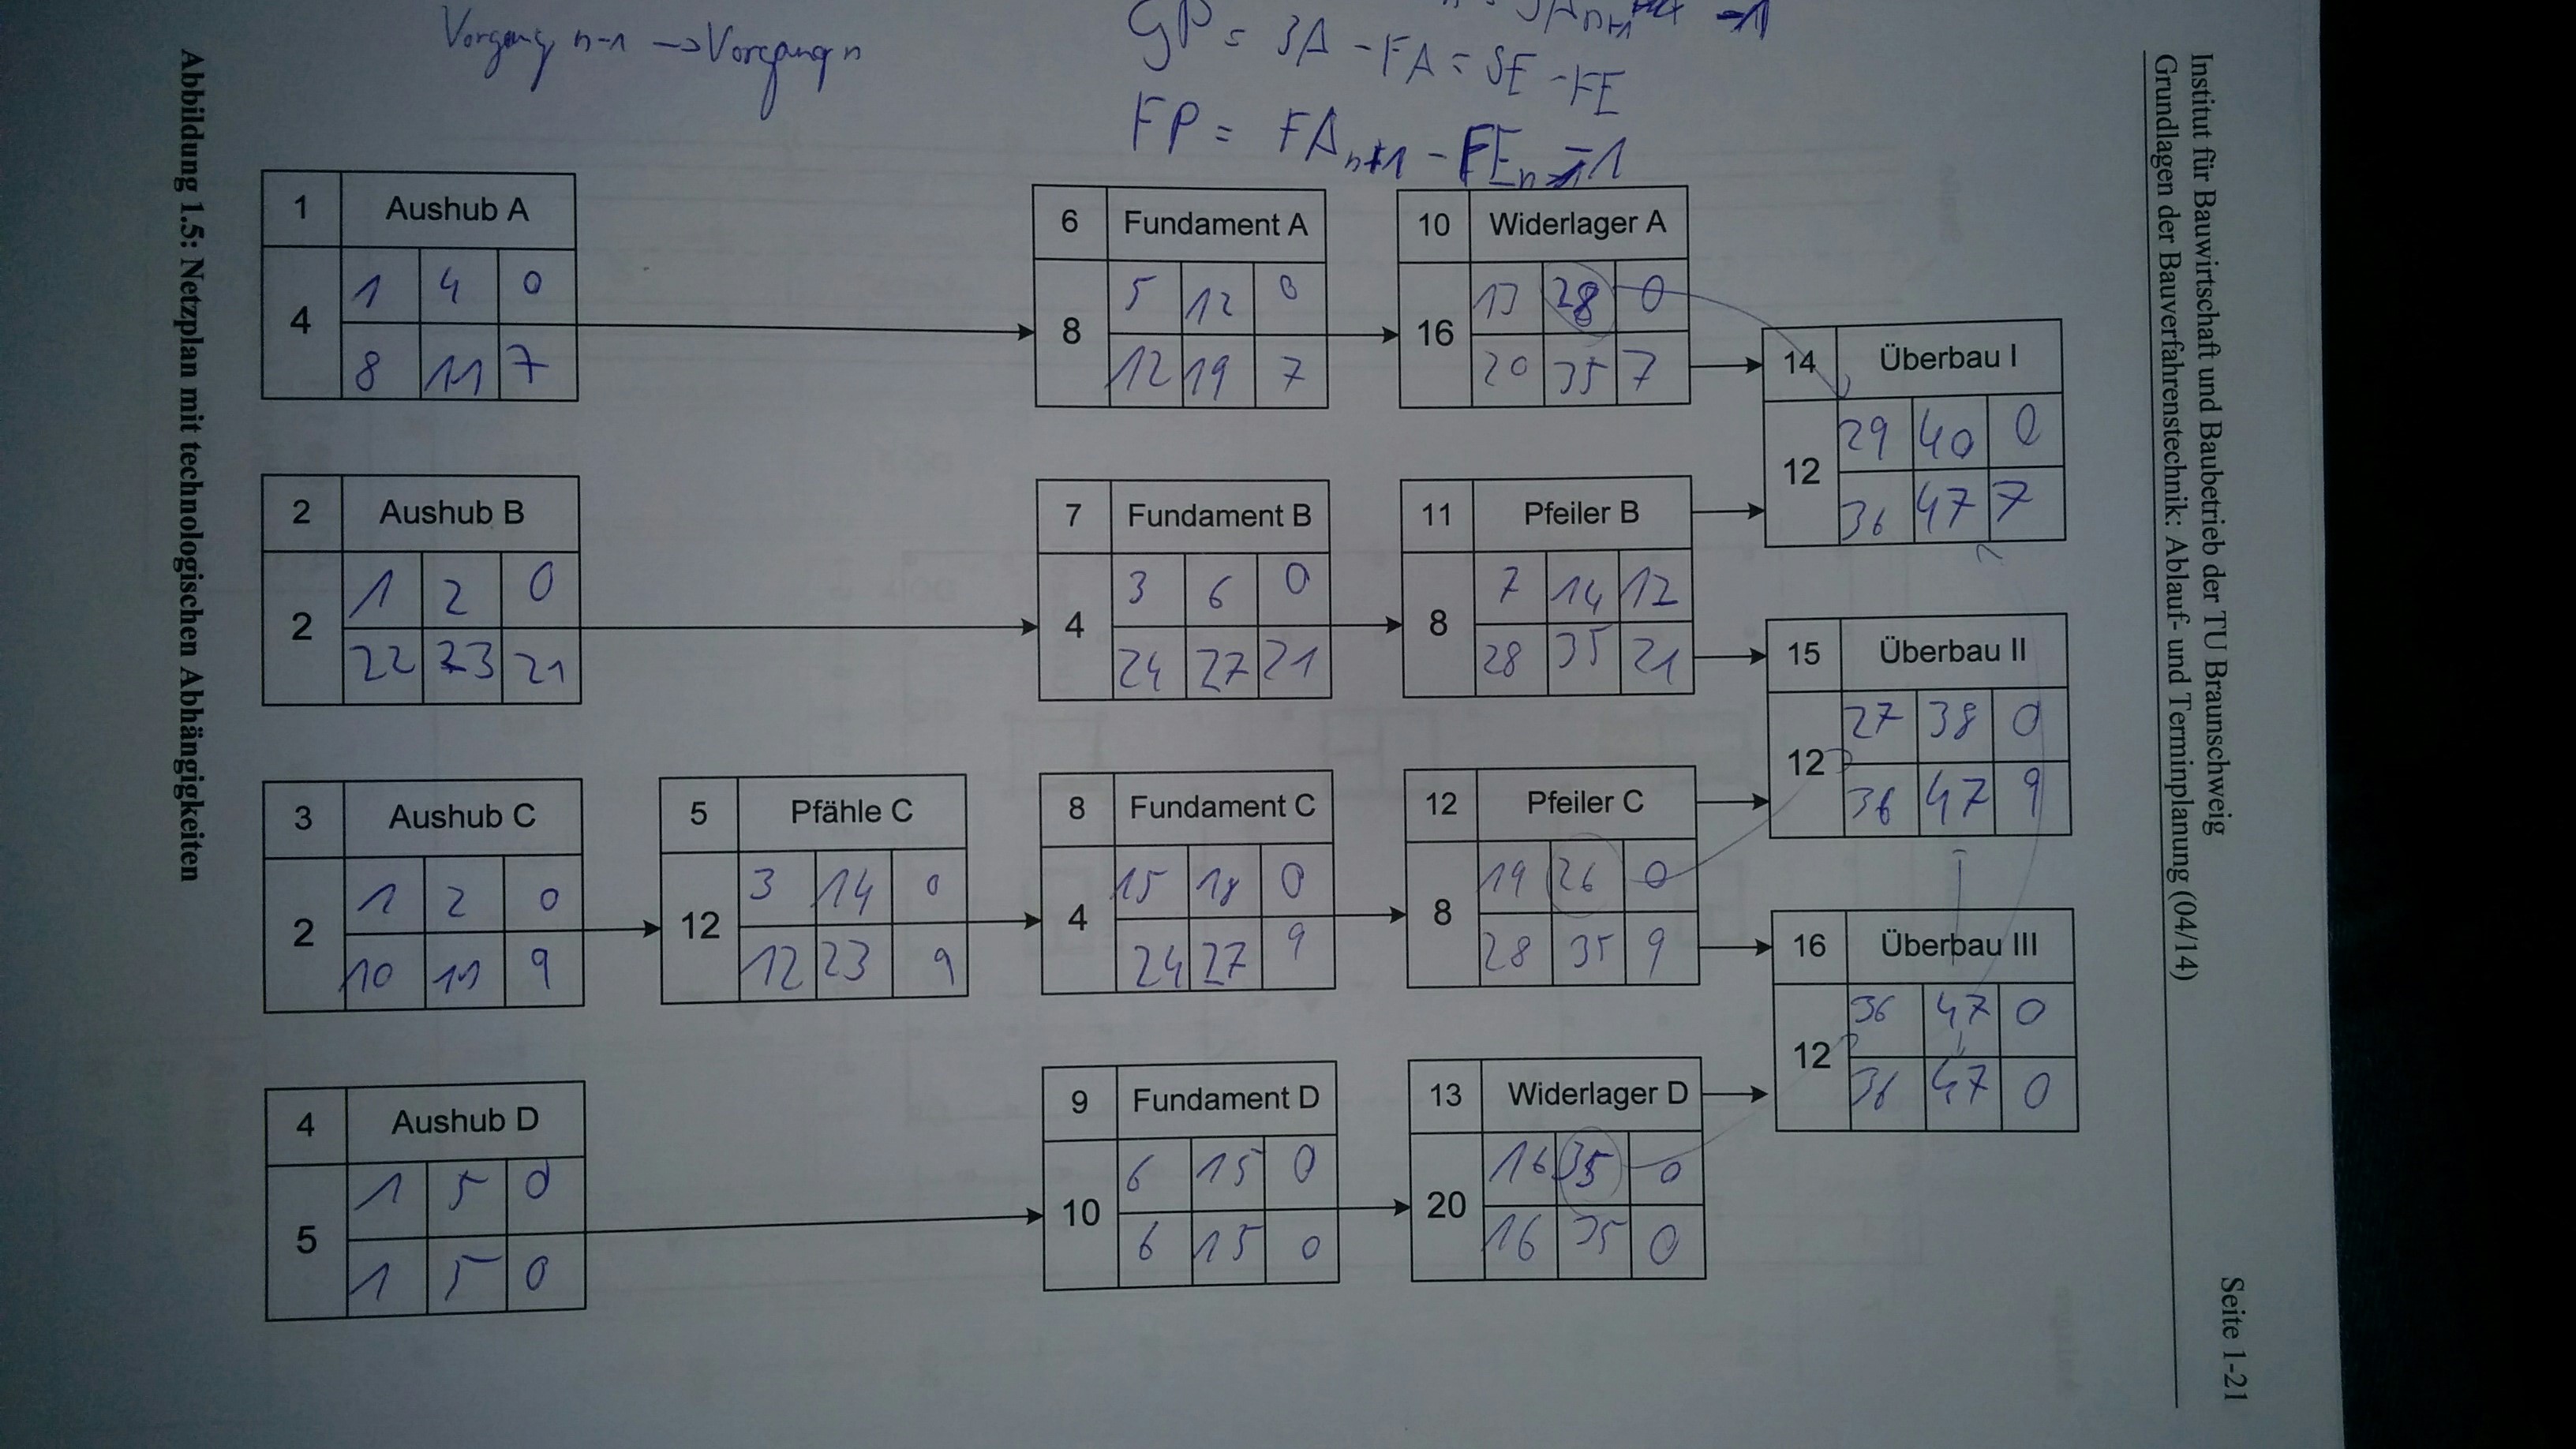 Institut für Bauwirtschaft und Baubetrieb der TU Braunschweig
Grundlagen der Bauverfahrenstechnik: Ablauf- und Terminplanung (04/14)
Seite 1-21
Vorgang n-1 → Vorgang n
GP = SA - FA = SE - FE
FP = FA n+1 - FE n - 1
1 Aushub A
4
1 4 0
8 11 7
6 Fundament A
8
5 12 0
12 19 7
10 Widerlager A
16
13 28 0
20 35 7
14 Überbau I
12
29 40 0
36 47 7
2 Aushub B
2
1 2 0
22 23 21
7 Fundament B
4
3 6 0
24 27 21
11 Pfeiler B
8
7 14 12
28 35 21
15 Überbau II
12
27 38 0
36 47 9
3 Aushub C
2
1 2 0
10 11 9
5 Pfähle C
12
3 14 0
12 23 9
8 Fundament C
4
15 18 0
24 27 9
12 Pfeiler C
8
19 26 0
28 35 9
16 Überbau III
12
36 47 0
36 47 0
4 Aushub D
5
1 5 0
1 5 0
9 Fundament D
10
6 15 0
6 15 0
13 Widerlager D
20
16 35 0
16 35 0
Abbildung 1.5: Netzplan mit technologischen Abhängigkeiten